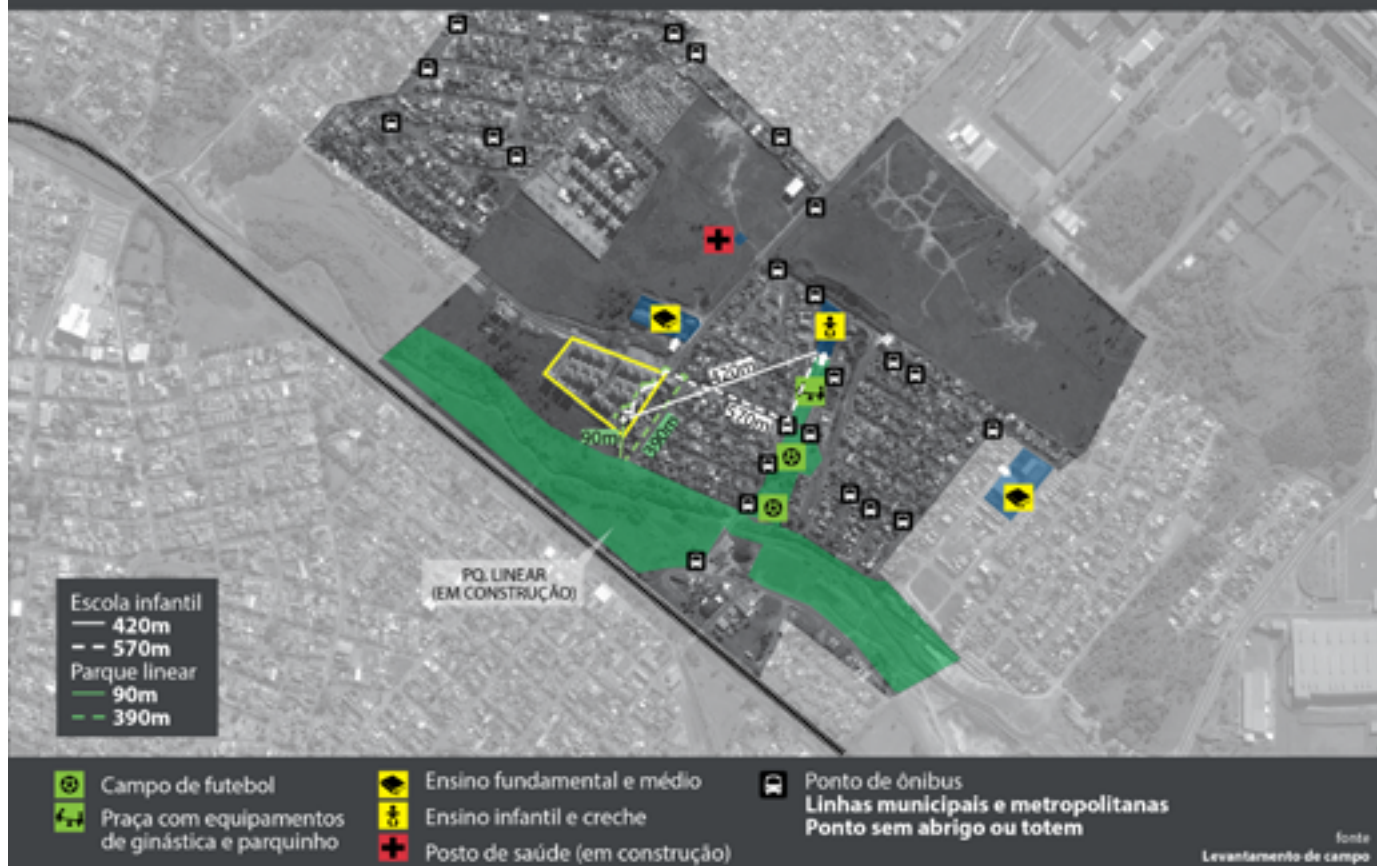 420m
570m
90m
390m
PQ. LINEAR
(EM CONSTRUÇÃO)
Escola infantil
420m
570m
Parque linear
90m
390m
Campo de futebol
Praça com equipamentos
de ginástica e parquinho
Ensino fundamental e médio
Ensino infantil e creche
Posto de saúde (em construção)
Ponto de ônibus
Linhas municipais e metropolitanas
Ponto sem abrigo ou totem
fonte
Levantamento de campo